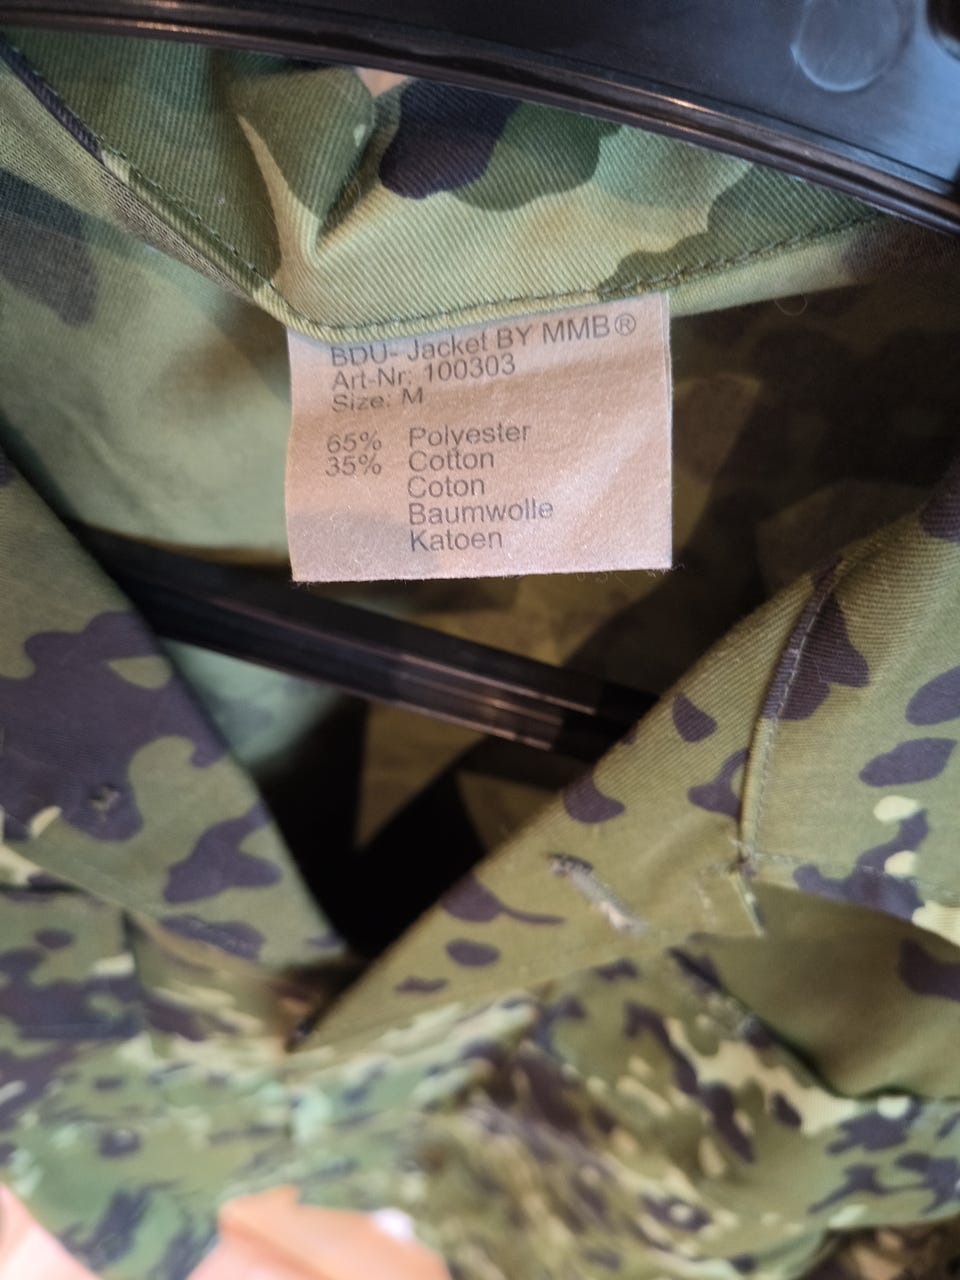 BDU- Jacket BY MMB®
Art-Nr: 100303
Size: M
65% Polyester
35% Cotton
Coton
Baumwolle
Katoen